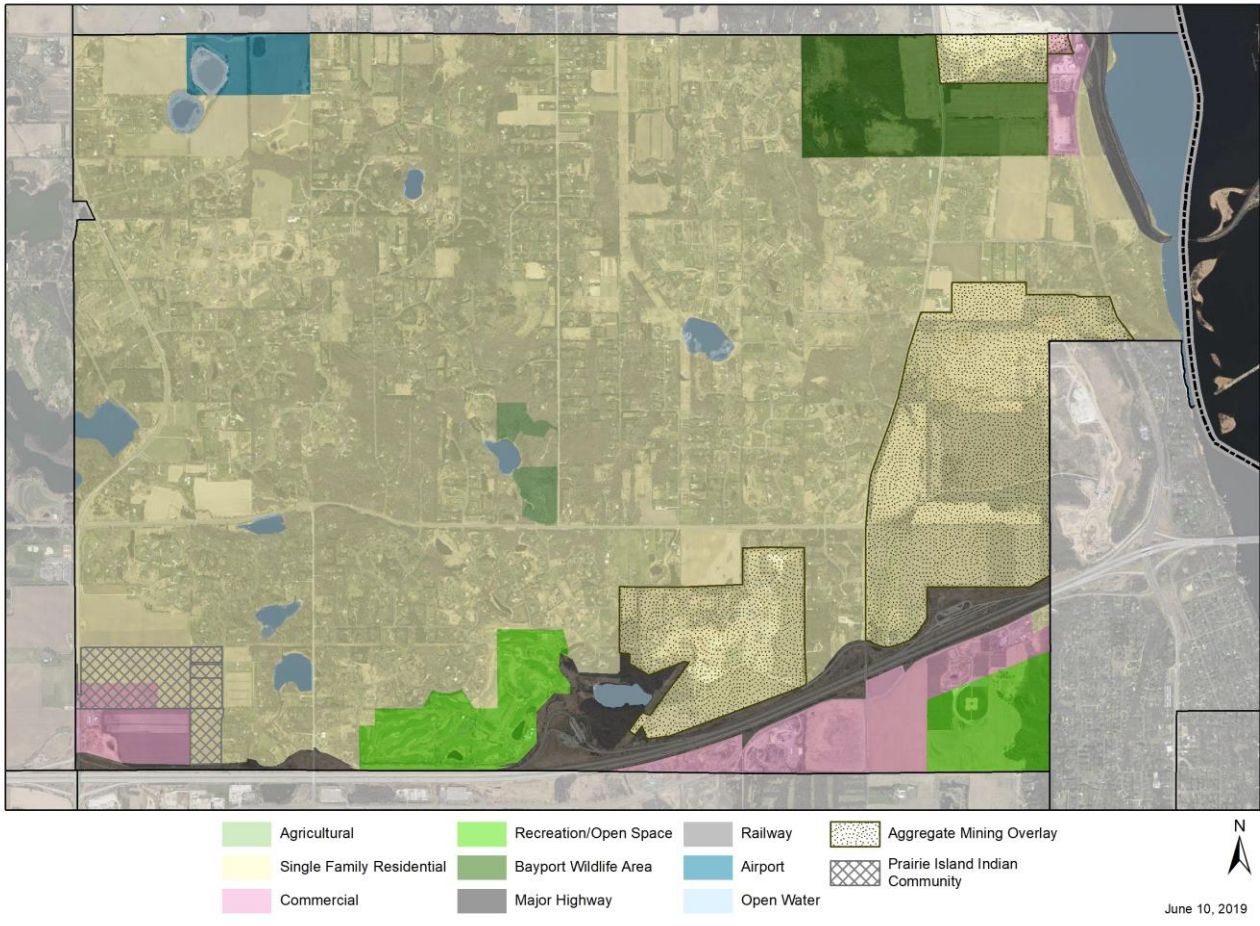 Agricultural
Single Family Residential
Commercial
Recreation/Open Space
Bayport Wildlife Area
Major Highway
Railway
Airport
Open Water
Aggregate Mining Overlay
Prairie Island Indian
Community
N
June 10, 2019